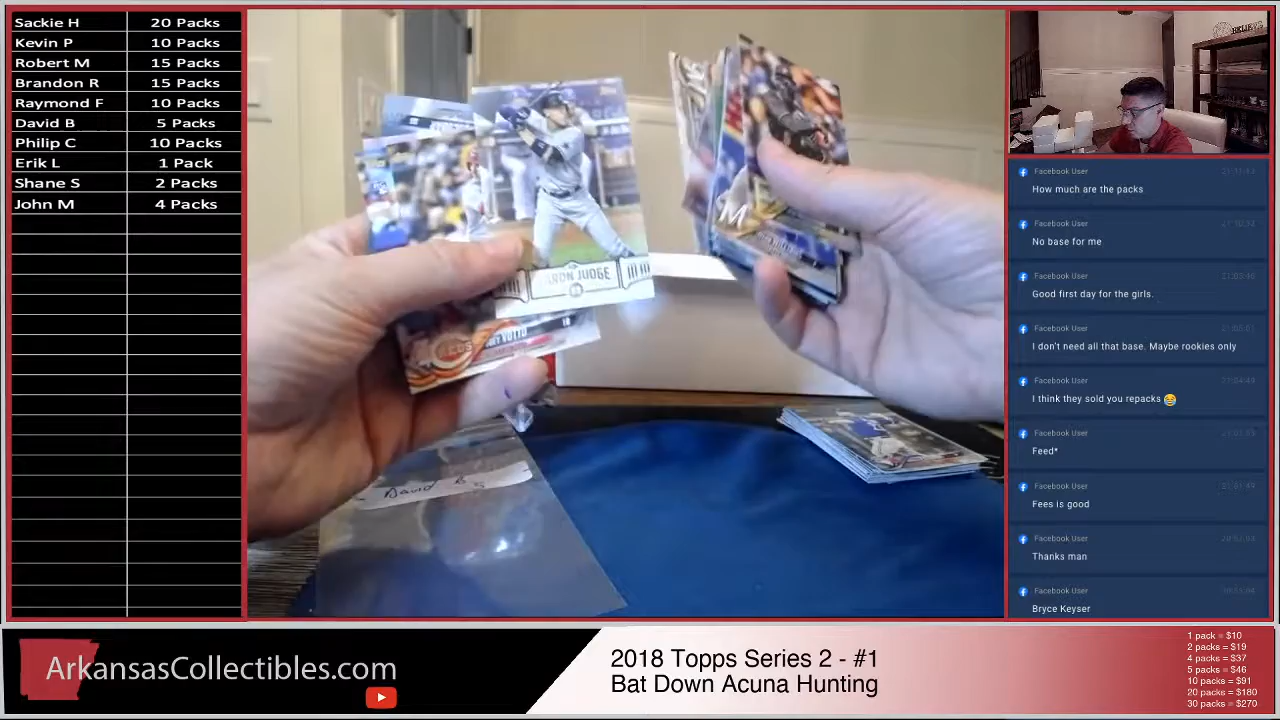 Sackie H 20 Packs
Kevin P 10 Packs
Robert M 15 Packs
Brandon R 15 Packs
Raymond F 10 Packs
David B 5 Packs
Philip C 10 Packs
Erik L 1 Pack
Shane S 2 Packs
John M 4 Packs
AARON JUDGE
JOEY VOTTO
REDS
M
David B 5
BELIEVE
Facebook User
How much are the packs
Facebook User
No base for me
Facebook User
Good first day for the girls.
Facebook User
I don't need all that base. Maybe rookies only
Facebook User
I think they sold you repacks 😂
Facebook User
Feed*
Facebook User
Fees is good
Facebook User
Thanks man
Facebook User
Bryce Keyser
ArkansasCollectibles.com
2018 Topps Series 2 - #1
Bat Down Acuna Hunting
1 pack = $10
2 packs = $19
4 packs = $37
5 packs = $46
10 packs = $91
20 packs = $180
30 packs = $270